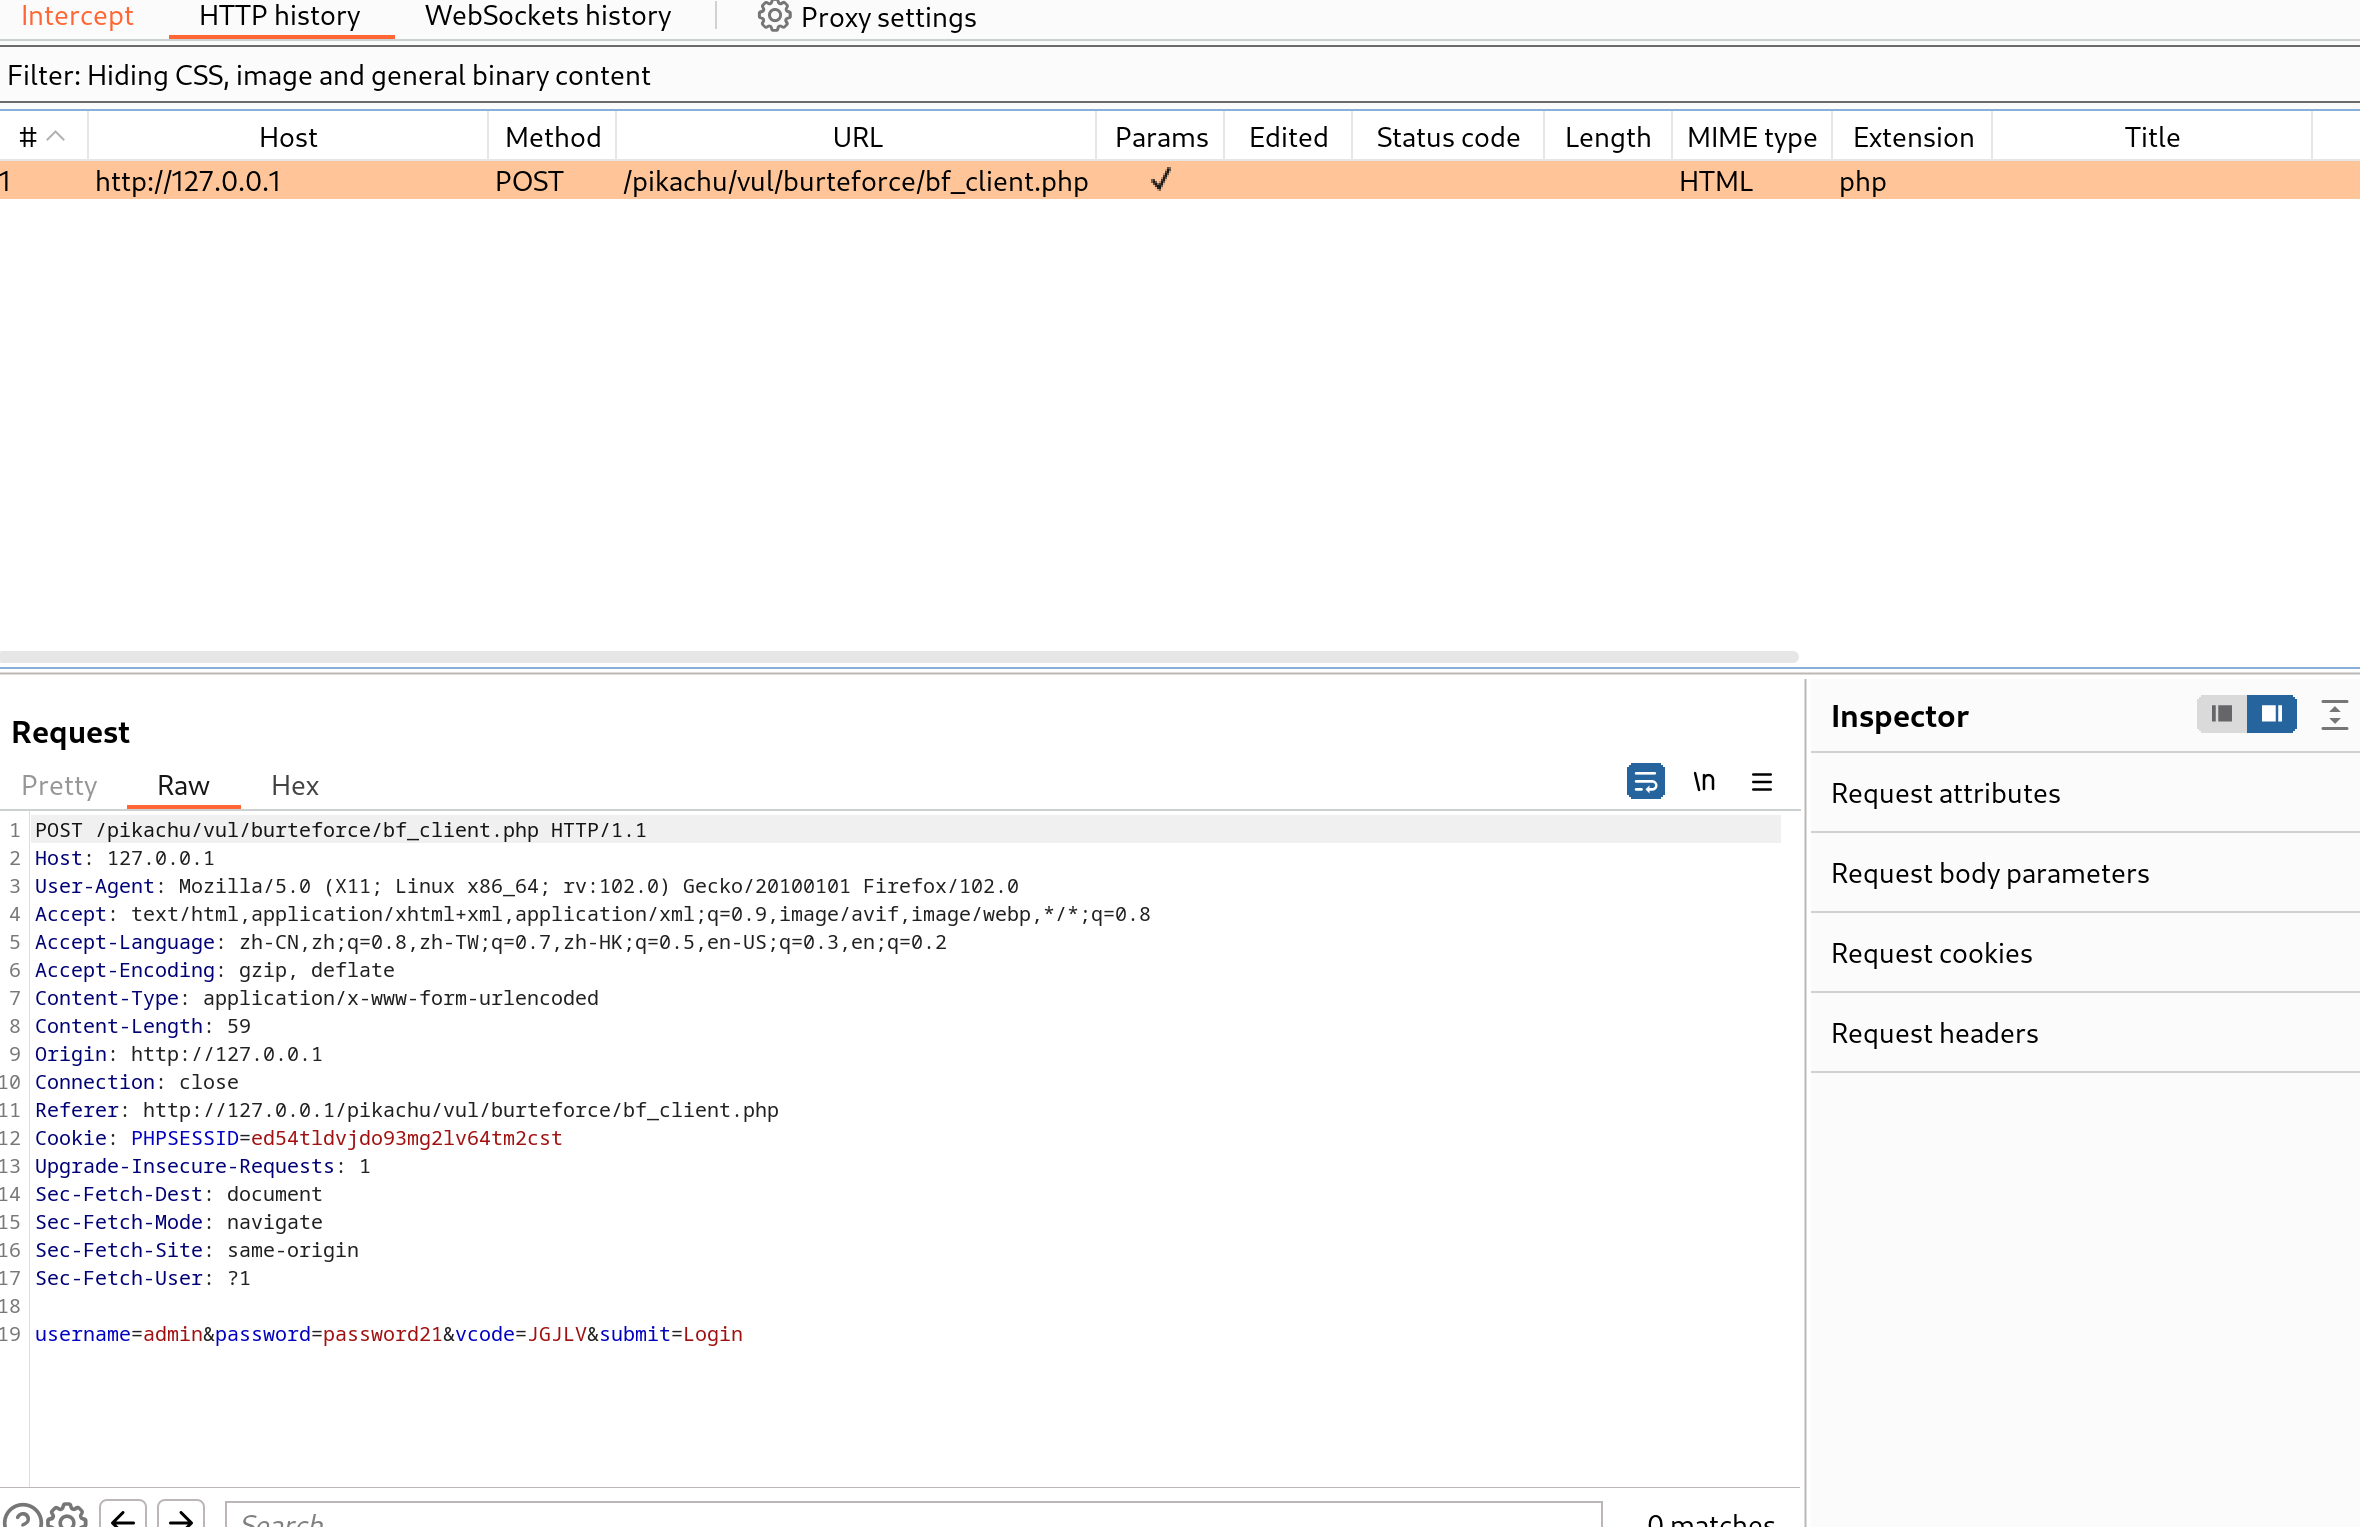 Intercept HTTP history WebSockets history Proxy settings
Filter: Hiding CSS, image and general binary content
# Host Method URL Params Edited Status code Length MIME type Extension Title
1 http://127.0.0.1 POST /pikachu/vul/burteforce/bf_client.php ✓ HTML php
Request
Pretty Raw Hex
\n
1 POST /pikachu/vul/burteforce/bf_client.php HTTP/1.1
2 Host: 127.0.0.1
3 User-Agent: Mozilla/5.0 (X11; Linux x86_64; rv:102.0) Gecko/20100101 Firefox/102.0
4 Accept: text/html,application/xhtml+xml,application/xml;q=0.9,image/avif,image/webp,*/*;q=0.8
5 Accept-Language: zh-CN,zh;q=0.8,zh-TW;q=0.7,zh-HK;q=0.5,en-US;q=0.3,en;q=0.2
6 Accept-Encoding: gzip, deflate
7 Content-Type: application/x-www-form-urlencoded
8 Content-Length: 59
9 Origin: http://127.0.0.1
10 Connection: close
11 Referer: http://127.0.0.1/pikachu/vul/burteforce/bf_client.php
12 Cookie: PHPSESSID=ed54tldvjdo93mg2lv64tm2cst
13 Upgrade-Insecure-Requests: 1
14 Sec-Fetch-Dest: document
15 Sec-Fetch-Mode: navigate
16 Sec-Fetch-Site: same-origin
17 Sec-Fetch-User: ?1
18
19 username=admin&password=password21&vcode=JGJLV&submit=Login
Search
0 matches
Inspector
Request attributes
Request body parameters
Request cookies
Request headers